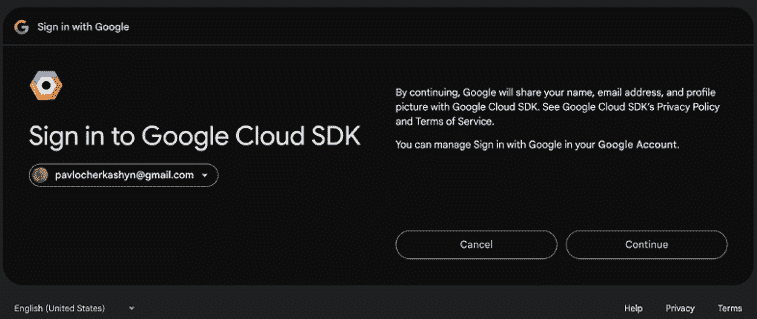 Sign in with Google
Sign in to Google Cloud SDK
pavlocherkashyn@gmail.com
By continuing, Google will share your name, email address, and profile
picture with Google Cloud SDK. See Google Cloud SDK's Privacy Policy
and Terms of Service.
You can manage Sign in with Google in your Google Account.
Cancel
Continue
English (United States)
Help
Privacy
Terms